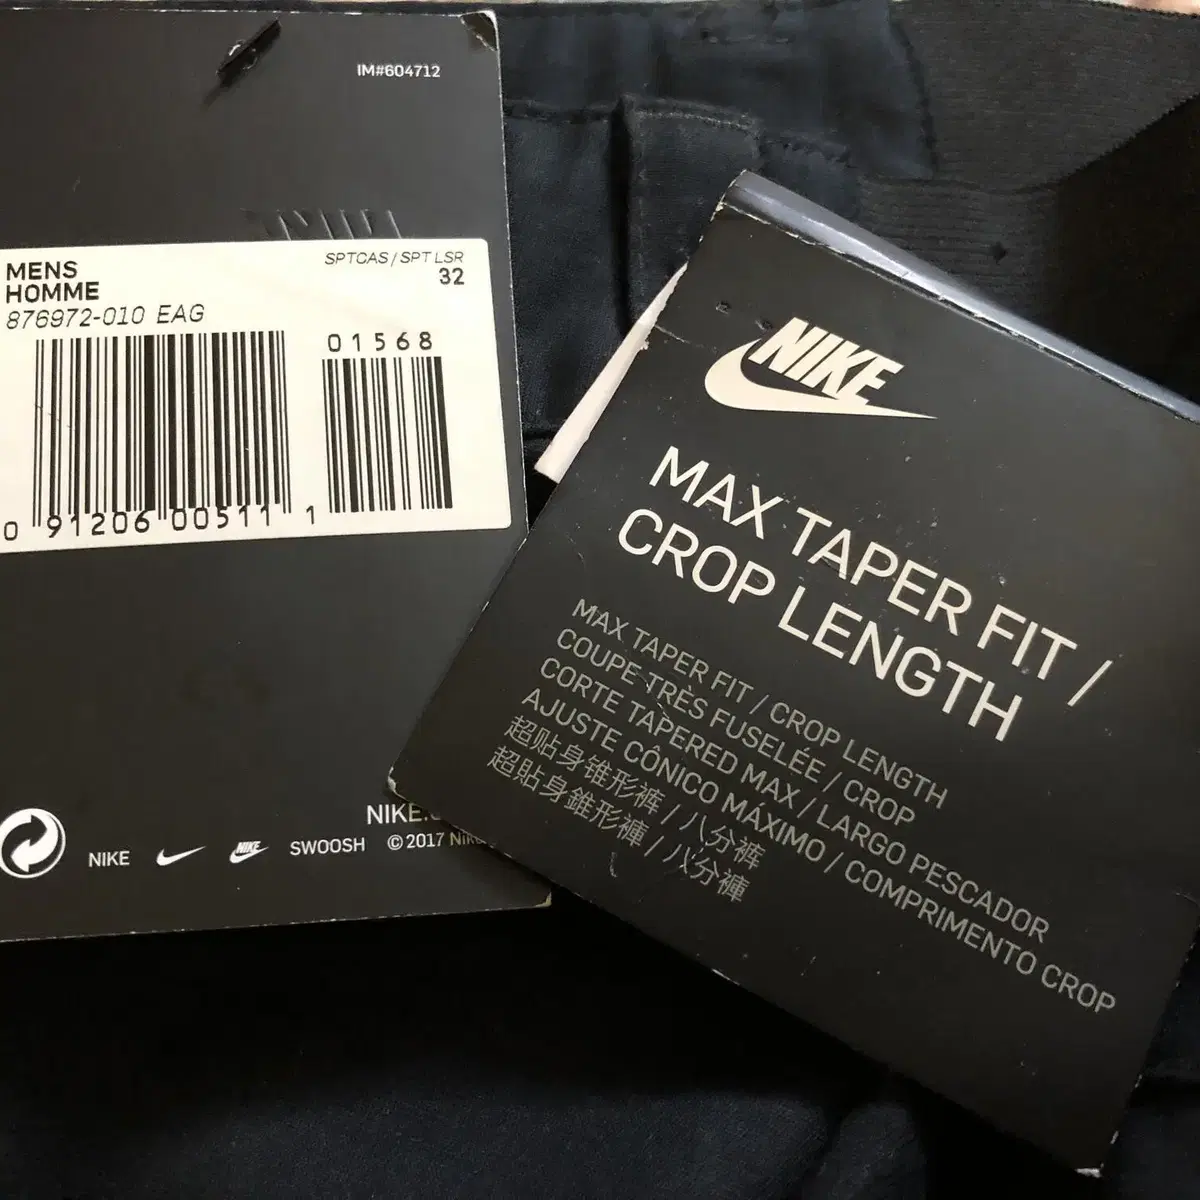 IM#604712
MENS
HOMME
876972-010 EAG
SPTCAS / SPT LSR
32
01568
0 91206 00511 1
NIKE
SWOOSH
©2017
NIKE
MAX TAPER FIT /
CROP LENGTH
MAX TAPER FIT / CROP LENGTH
COUPE TRÈS FUSELÉE / CROP
CORTE TAPERED MAX / LARGO PESCADOR
AJUSTE CÔNICO MÁXIMO / COMPRIMENTO CROP
超贴身锥形裤 / 八分裤
超貼身錐形褲 / 八分褲